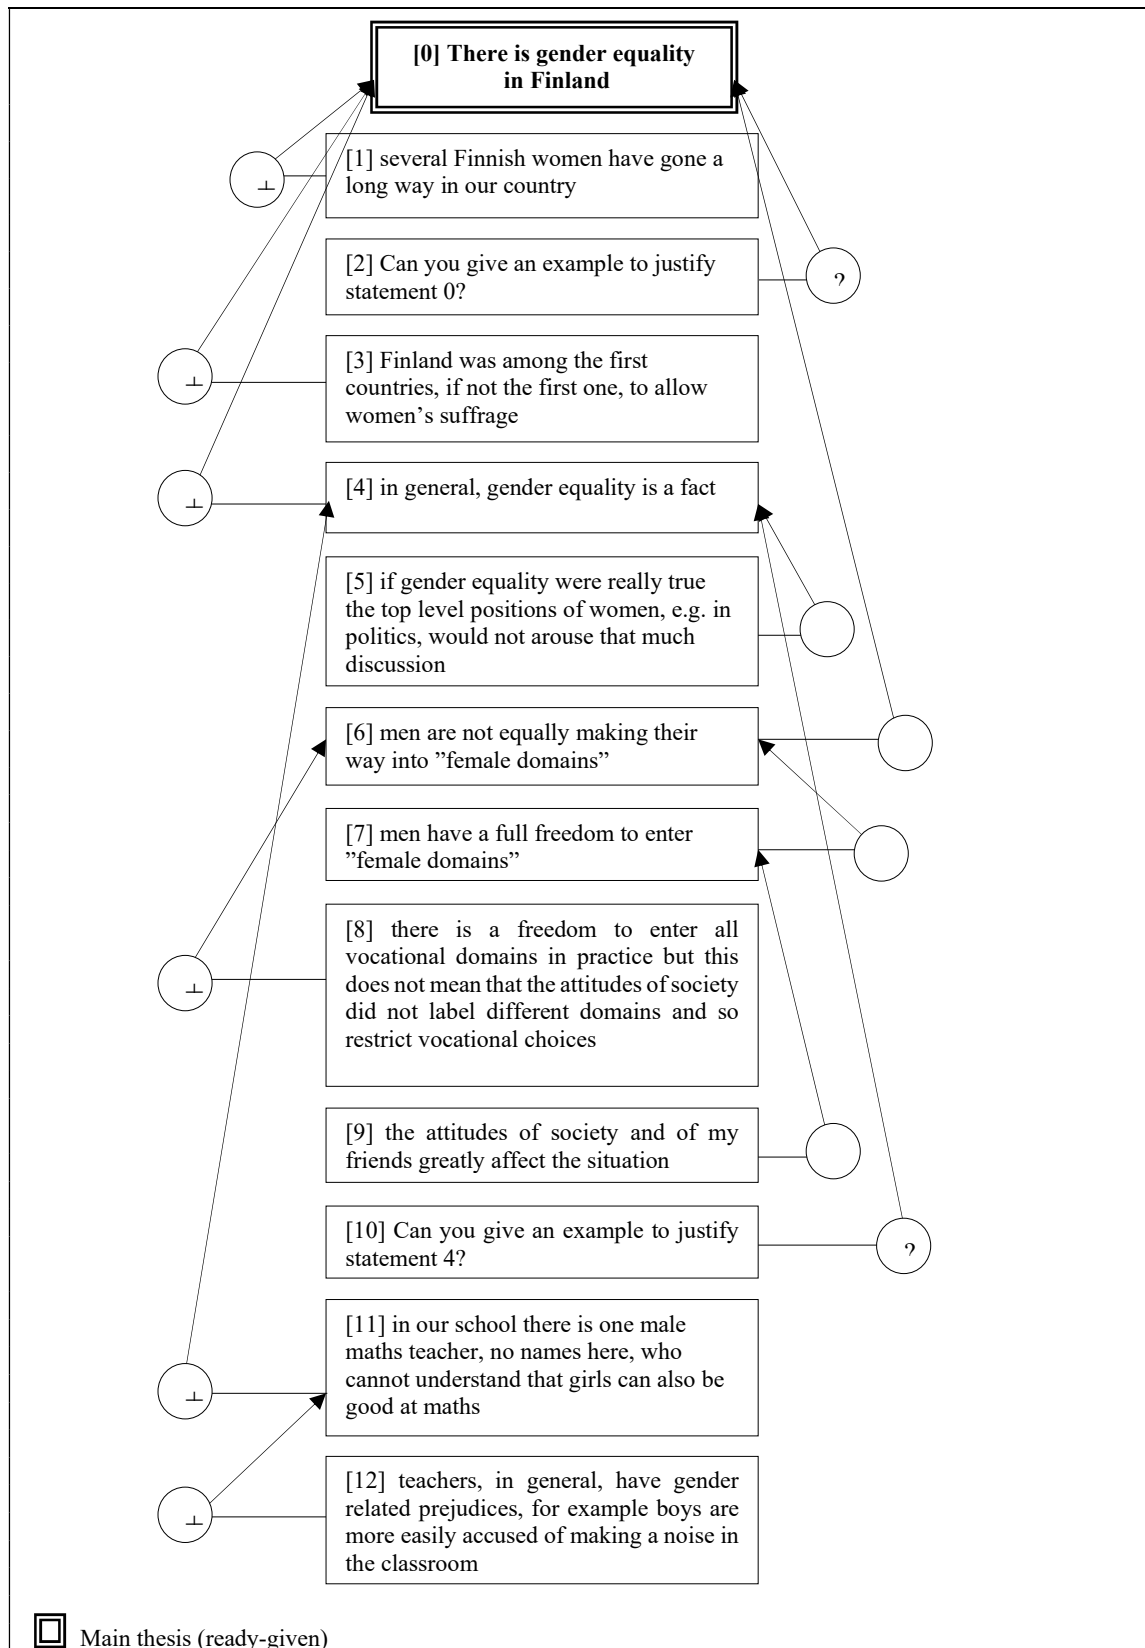 [0] There is gender equality
in Finland
[1] several Finnish women have gone a
long way in our country
[2] Can you give an example to justify
statement 0?
?
[3] Finland was among the first
countries, if not the first one, to allow
women’s suffrage
[4] in general, gender equality is a fact
[5] if gender equality were really true
the top level positions of women, e.g. in
politics, would not arouse that much
discussion
[6] men are not equally making their
way into ”female domains”
[7] men have a full freedom to enter
”female domains”
[8] there is a freedom to enter all
vocational domains in practice but this
does not mean that the attitudes of society
did not label different domains and so
restrict vocational choices
[9] the attitudes of society and of my
friends greatly affect the situation
[10] Can you give an example to justify
statement 4?
?
[11] in our school there is one male
maths teacher, no names here, who
cannot understand that girls can also be
good at maths
[12] teachers, in general, have gender
related prejudices, for example boys are
more easily accused of making a noise in
the classroom
Main thesis (ready-given)